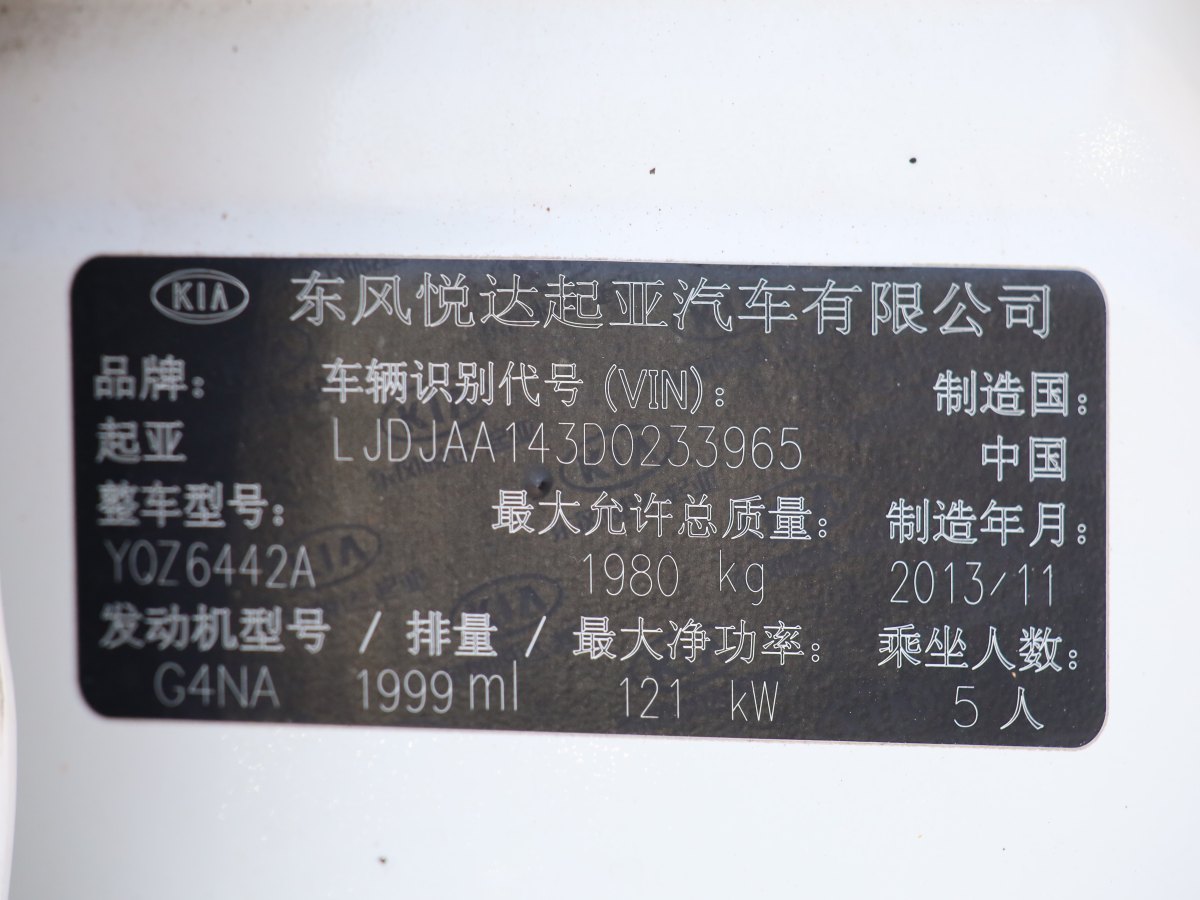 KIA 东风悦达起亚汽车有限公司
品牌: 车辆识别代号 (VIN): 制造国:
起亚 LJDJAA143D0233965 中国
整车型号: 最大允许总质量: 制造年月:
YQZ6442A 1980 kg 2013/11
发动机型号 / 排量 / 最大净功率: 乘坐人数:
G4NA 1999ml 121 kW 5 人